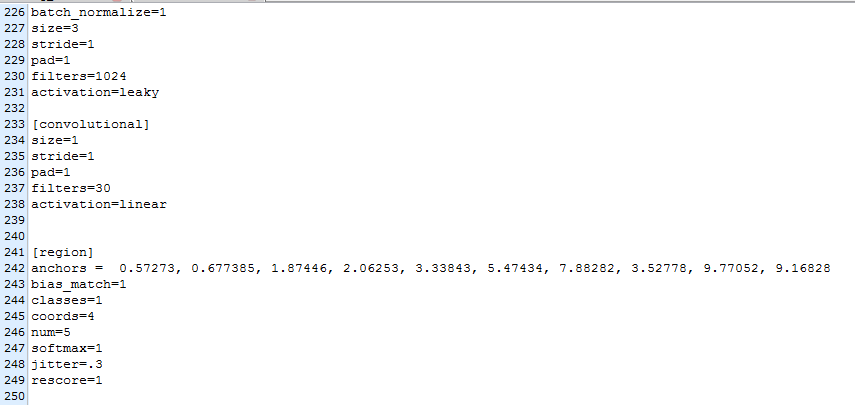 226 batch_normalize=1
227 size=3
228 stride=1
229 pad=1
230 filters=1024
231 activation=leaky
232
233 [convolutional]
234 size=1
235 stride=1
236 pad=1
237 filters=30
238 activation=linear
239
240
241 [region]
242 anchors =  0.57273, 0.677385, 1.87446, 2.06253, 3.33843, 5.47434, 7.88282, 3.52778, 9.77052, 9.16828
243 bias_match=1
244 classes=1
245 coords=4
246 num=5
247 softmax=1
248 jitter=.3
249 rescore=1
250